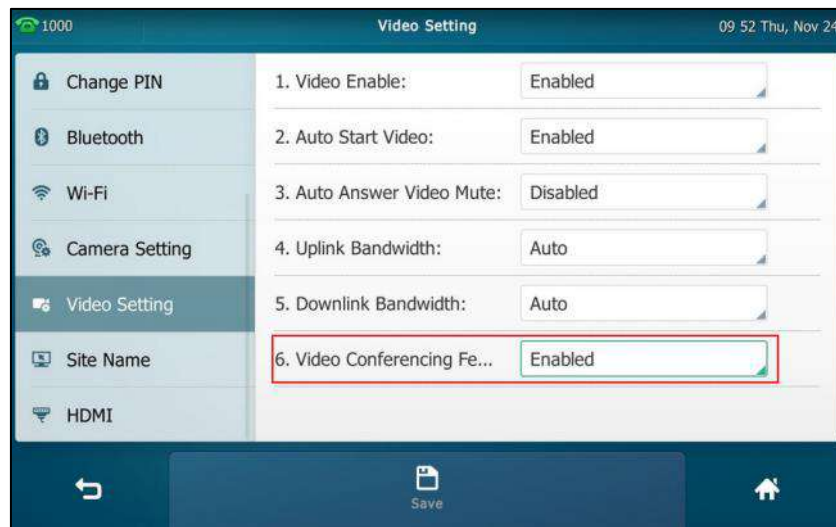 1000 Video Setting 09 52 Thu, Nov 24
Change PIN
Bluetooth
Wi-Fi
Camera Setting
Video Setting
Site Name
HDMI
1. Video Enable: Enabled
2. Auto Start Video: Enabled
3. Auto Answer Video Mute: Disabled
4. Uplink Bandwidth: Auto
5. Downlink Bandwidth: Auto
6. Video Conferencing Fe... Enabled
Save